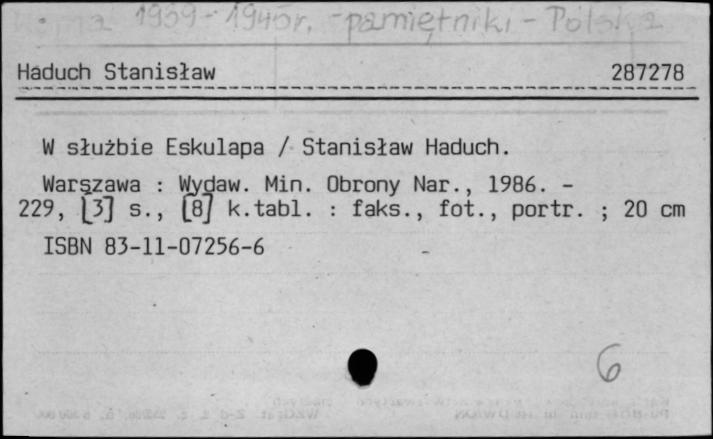 1939-1945r. - pamiętniki - Polska
Haduch Stanisław 287278
W służbie Eskulapa / Stanisław Haduch.
Warszawa : Wydaw. Min. Obrony Nar., 1986. -
229, [3] s., [8] k.tabl. : faks., fot., portr. ; 20 cm
ISBN 83-11-07256-6
6